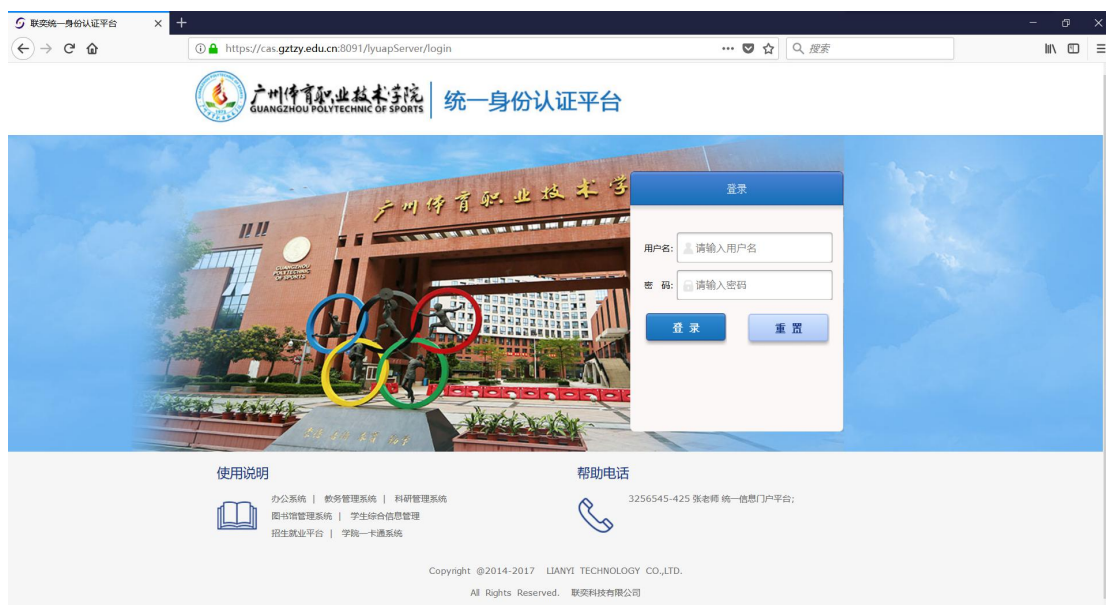 联奕统一身份认证平台
https://cas.gztzy.edu.cn:8091/lyuapServer/login
搜索
广州体育职业技术学院
GUANGZHOU POLYTECHNIC OF SPORTS
统一身份认证平台
广州体育职业技术学
GUANGZHOU
POLYTECHNIC
OF SPORTS
登录
用户名: 请输入用户名
密 码: 请输入密码
登 录 重 置
使用说明
办公系统 | 教务管理系统 | 科研管理系统
图书馆管理系统 | 学生综合信息管理
招生就业平台 | 学院一卡通系统
帮助电话
3256545-425 张老师 统一信息门户平台;
Copyright @2014-2017 LIANYI TECHNOLOGY CO.,LTD.
All Rights Reserved. 联奕科技有限公司